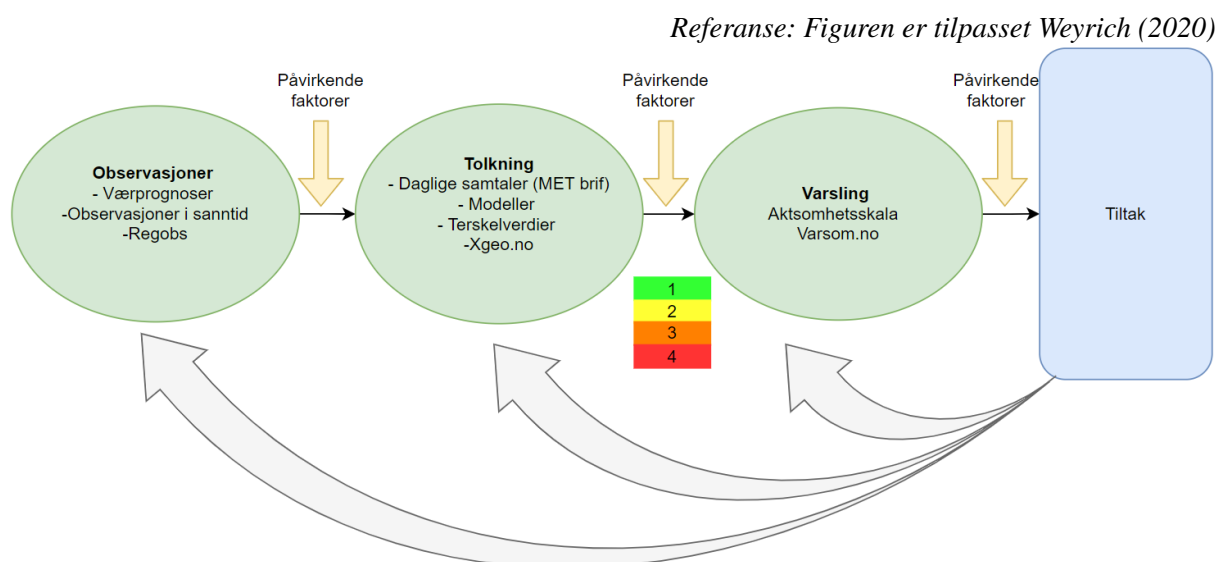 Referanse: Figuren er tilpasset Weyrich (2020)
Påvirkende
faktorer
Påvirkende
faktorer
Påvirkende
faktorer
Observasjoner
- Værprognoser
-Observasjoner i sanntid
-Regobs
Tolkning
- Daglige samtaler (MET brif)
- Modeller
- Terskelverdier
-Xgeo.no
Varsling
Aktsomhetsskala
Varsom.no
Tiltak
1
2
3
4